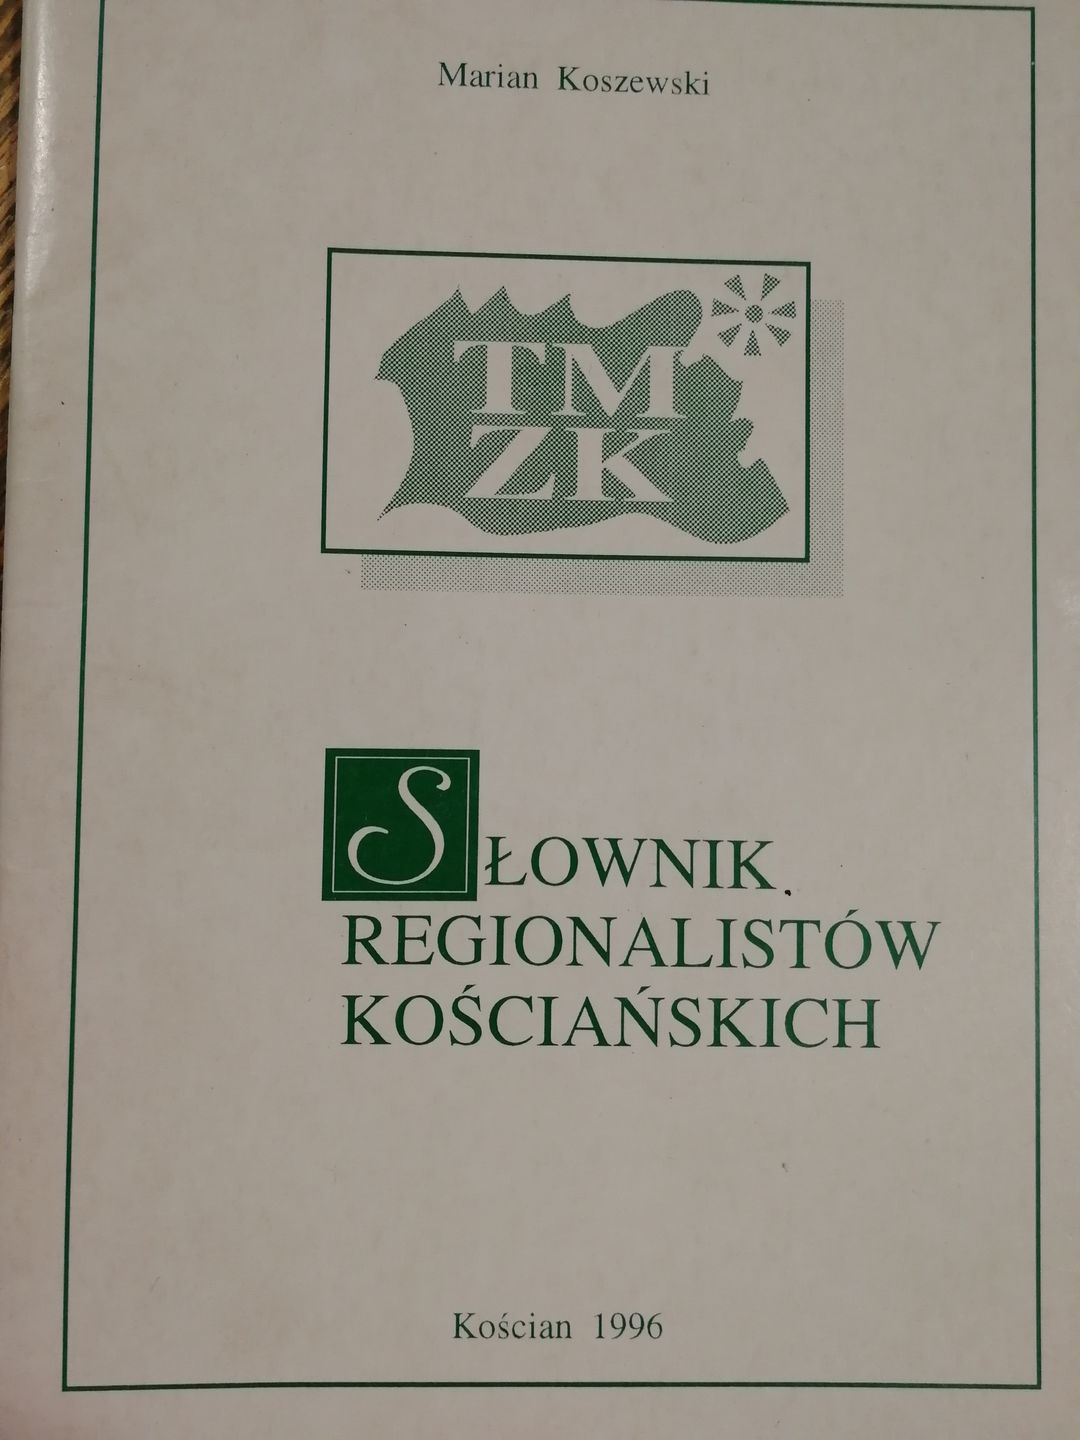 Marian Koszewski
TM
ZK
SŁOWNIK
REGIONALISTÓW
KOŚCIAŃSKICH
Kościan 1996